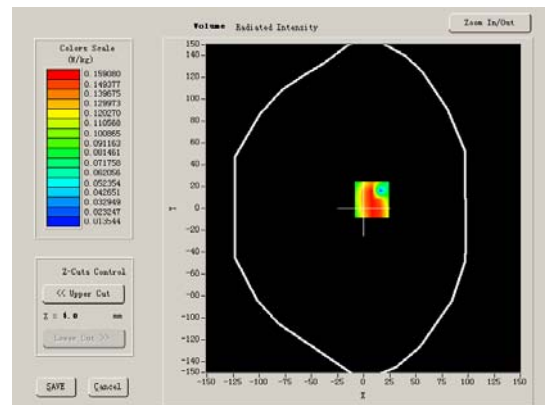 Volume Radiated Intensity
Zoom In/Out
Colors Scale
(W/kg)
0.159080
0.149377
0.139675
0.129973
0.120270
0.110568
0.100865
0.091163
0.081461
0.071758
0.062056
0.052354
0.042651
0.032949
0.023247
0.013544
Z-Cuts Control
<< Upper Cut
Z = 4.0 mm
Lower Cut >>
SAVE Cancel
150
140
120
100
80
60
40
20
0
-20
-40
-60
-80
-100
-120
-140
-150
Y
-150 -125 -100 -75 -50 -25 0 25 50 75 100 125 150
X